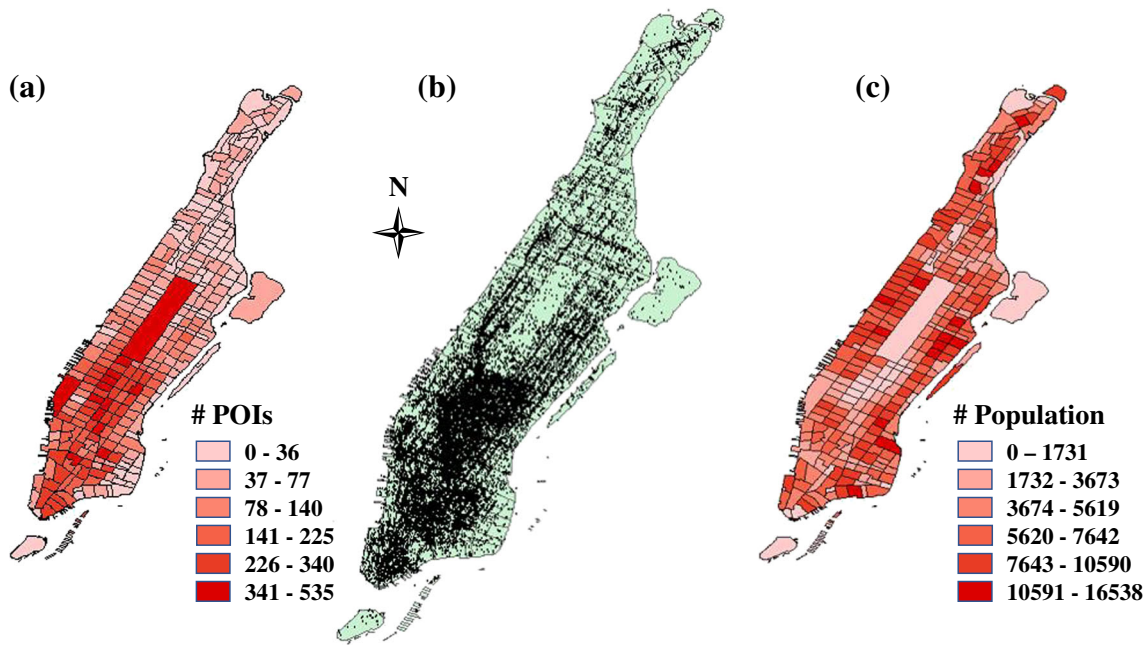 (a)
(b)
(c)
N
# POIs
0 - 36
37 - 77
78 - 140
141 - 225
226 - 340
341 - 535
# Population
0 – 1731
1732 - 3673
3674 - 5619
5620 - 7642
7643 - 10590
10591 - 16538